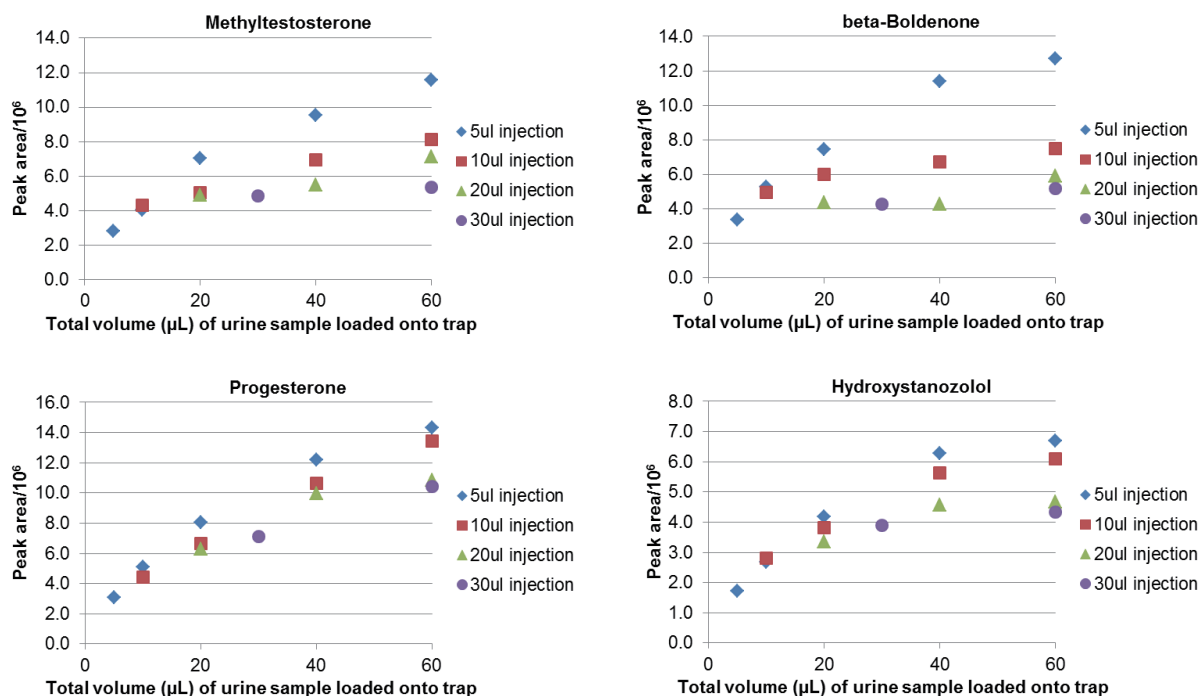 Methyltestosterone
14.0
12.0
10.0
8.0
6.0
4.0
2.0
0.0
0
20
40
60
Peak area/10⁶
Total volume (µL) of urine sample loaded onto trap
5ul injection
10ul injection
20ul injection
30ul injection
beta-Boldenone
14.0
12.0
10.0
8.0
6.0
4.0
2.0
0.0
0
20
40
60
Peak area/10⁶
Total volume (µL) of urine sample loaded onto trap
5ul injection
10ul injection
20ul injection
30ul injection
Progesterone
16.0
14.0
12.0
10.0
8.0
6.0
4.0
2.0
0.0
0
20
40
60
Peak area/10⁶
Total volume (µL) of urine sample loaded onto trap
5ul injection
10ul injection
20ul injection
30ul injection
Hydroxystanozolol
8.0
7.0
6.0
5.0
4.0
3.0
2.0
1.0
0.0
0
20
40
60
Peak area/10⁶
Total volume (µL) of urine sample loaded onto trap
5ul injection
10ul injection
20ul injection
30ul injection